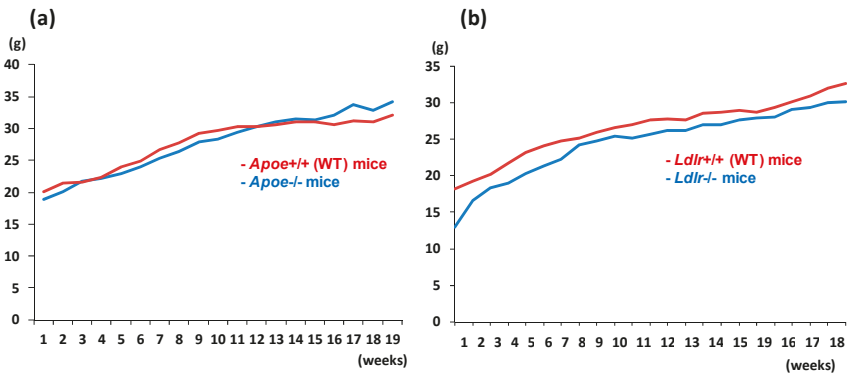 (a)
(g)
40
35
30
25
20
15
10
5
0
- Apoe+/+ (WT) mice
- Apoe-/- mice
1 2 3 4 5 6 7 8 9 10 11 12 13 14 15 16 17 18 19
(weeks)
(b)
(g)
35
30
25
20
15
10
5
0
- Ldlr+/+ (WT) mice
- Ldlr-/- mice
1 2 3 4 5 6 7 8 9 10 11 12 13 14 15 19 16 17 18
(weeks)